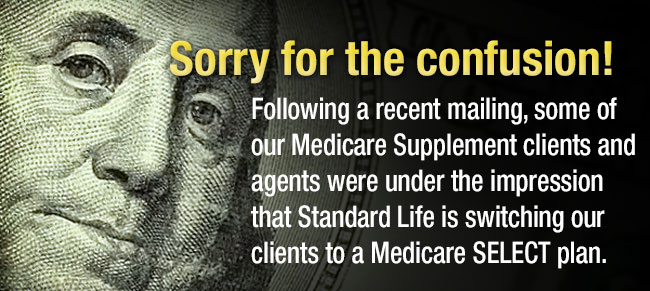 Sorry for the confusion!
Following a recent mailing, some of
our Medicare Supplement clients and
agents were under the impression
that Standard Life is switching our
clients to a Medicare SELECT plan.